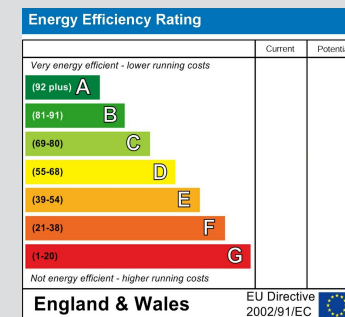 Energy Efficiency Rating
Current Potenti
Very energy efficient - lower running costs
(92 plus) A
(81-91) B
(69-80) C
(55-68) D
(39-54) E
(21-38) F
(1-20) G
Not energy efficient - higher running costs
England & Wales
EU Directive
2002/91/EC